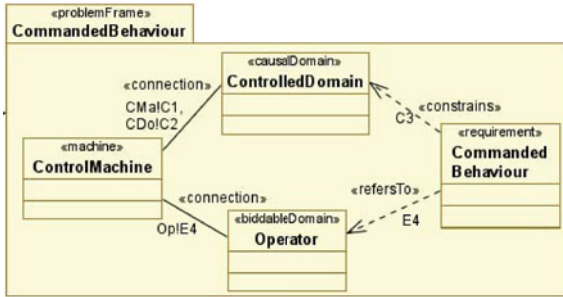 «problemFrame»
CommandedBehaviour
«causalDomain»
ControlledDomain
«connection»
CMa!C1,
CDo!C2
«constrains»
C3
«machine»
ControlMachine
«requirement»
Commanded
Behaviour
«connection»
Op!E4
«refersTo»
E4
«biddableDomain»
Operator